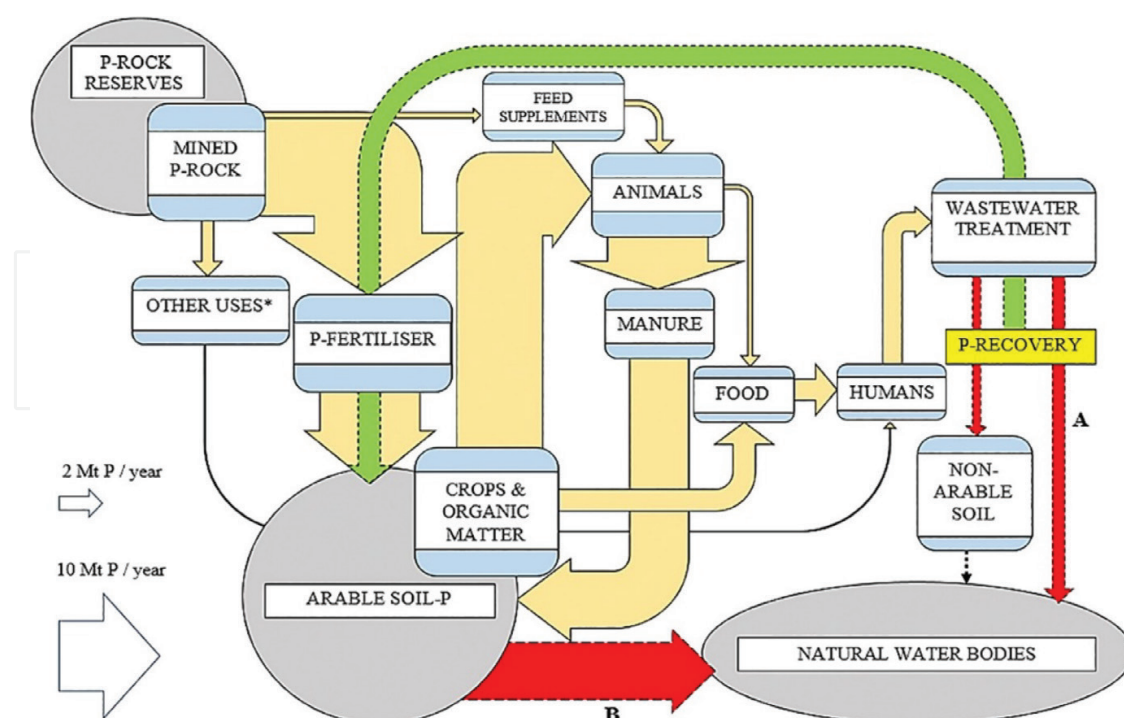 P-ROCK
RESERVES
FEED
SUPPLEMENTS
MINED
P-ROCK
ANIMALS
WASTEWATER
TREATMENT
OTHER USES*
P-FERTILISER
MANURE
P-RECOVERY
FOOD
HUMANS
A
2 Mt P / year
CROPS &
ORGANIC
MATTER
NON-
ARABLE
SOIL
10 Mt P / year
ARABLE SOIL-P
NATURAL WATER BODIES
B